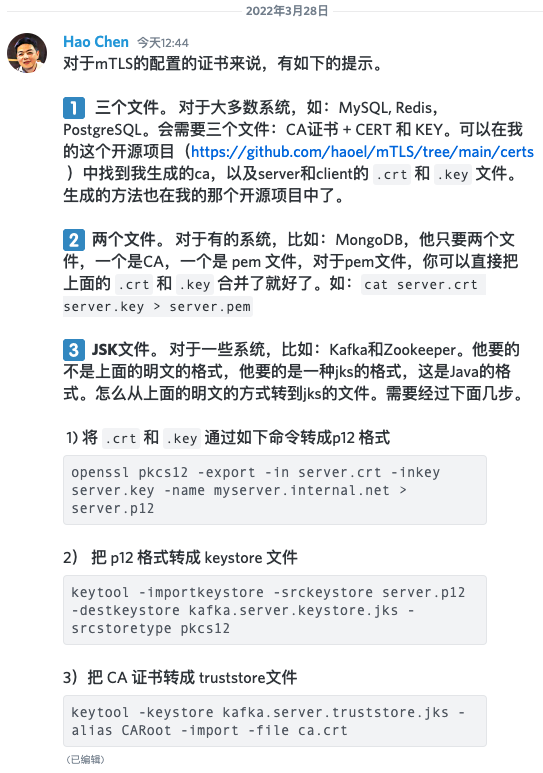 2022年3月28日
Hao Chen 今天12:44
对于mTLS的配置的证书来说，有如下的提示。
1 三个文件。 对于大多数系统，如：MySQL, Redis，
PostgreSQL。会需要三个文件：CA证书 + CERT 和 KEY。可以在我
的这个开源项目（https://github.com/haoel/mTLS/tree/main/certs
）中找到我生成的ca，以及server和client的 .crt 和 .key 文件。
生成的方法也在我的那个开源项目中了。
2 两个文件。 对于有的系统，比如：MongoDB，他只要两个文
件，一个是CA，一个是 pem 文件，对于pem文件，你可以直接把
上面的 .crt 和 .key 合并了就好了。如： cat server.crt
server.key > server.pem
3 JSK文件。 对于一些系统，比如：Kafka和Zookeeper。他要的
不是上面的明文的格式，他要的是一种jks的格式，这是Java的格
式。怎么从上面的明文的方式转到jks的文件。需要经过下面几步。
1) 将 .crt 和 .key 通过如下命令转成p12 格式
openssl pkcs12 -export -in server.crt -inkey
server.key -name myserver.internal.net >
server.p12
2） 把 p12 格式转成 keystore 文件
keytool -importkeystore -srckeystore server.p12
-destkeystore kafka.server.keystore.jks -
srcstoretype pkcs12
3）把 CA 证书转成 truststore文件
keytool -keystore kafka.server.truststore.jks -
alias CARoot -import -file ca.crt
（已编辑）